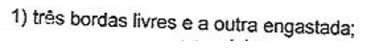 1) três bordas livres e a outra engastada;